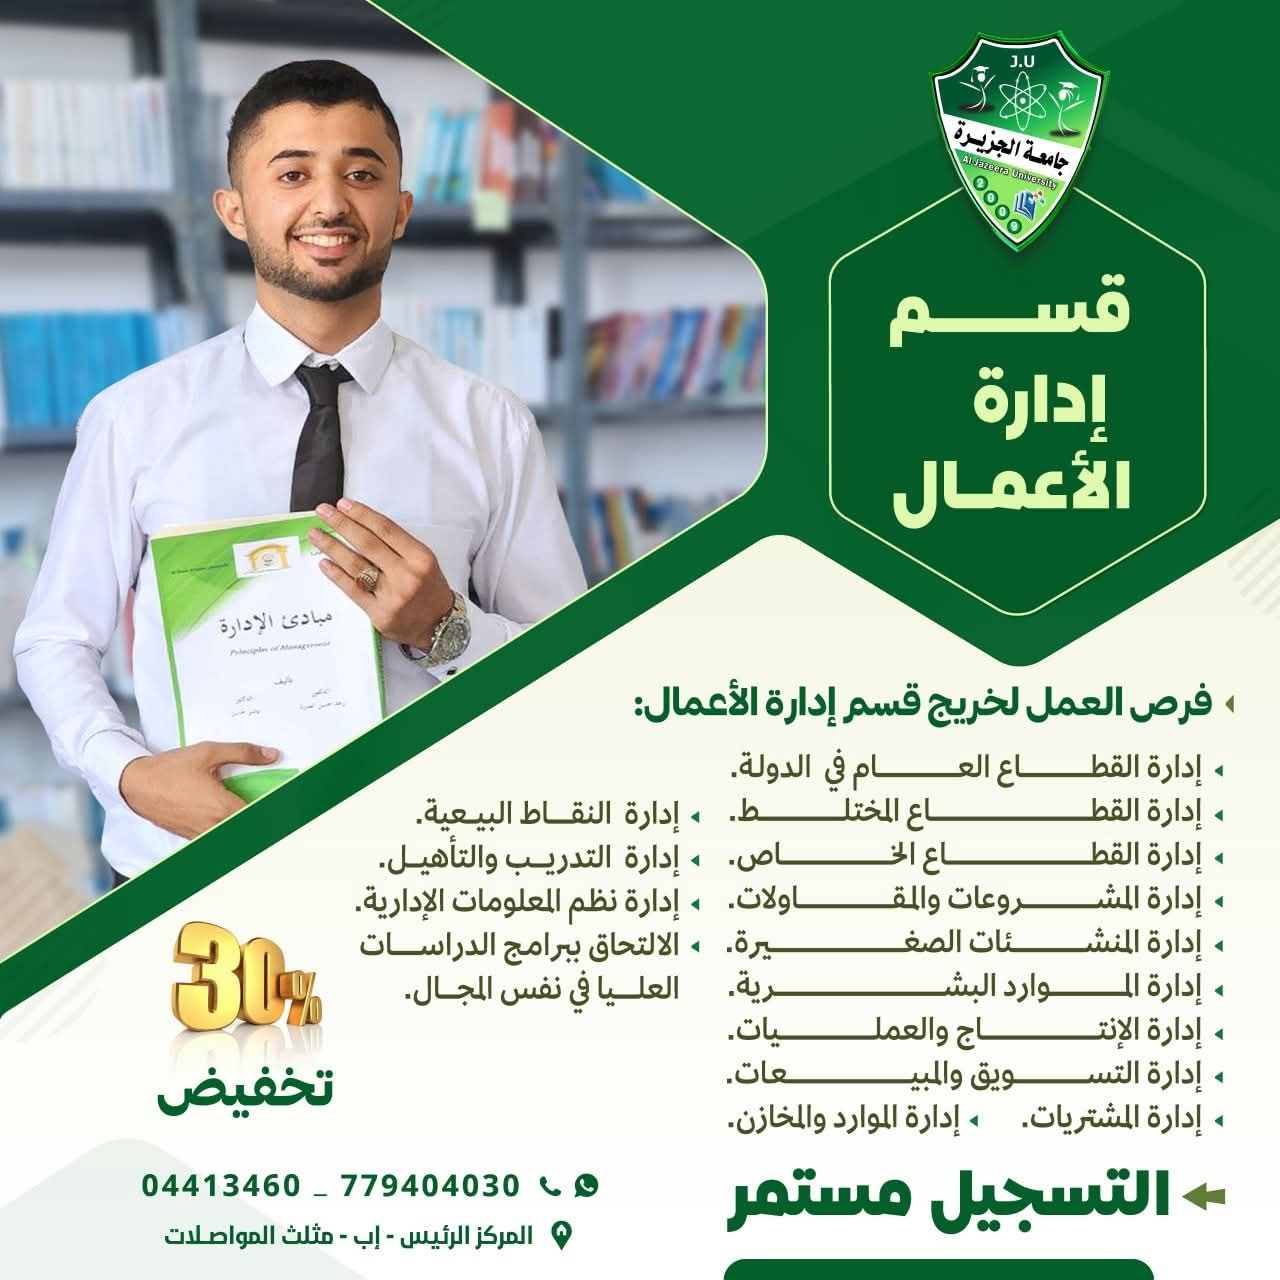 J.U
جامعة الجزيرة
Al Jazeera University
2009
قسم
إدارة
الأعمال
مبادئ الإدارة
Principles of Management
تأليف
الدكتور
الدكتور
فرص العمل لخريج قسم إدارة الأعمال:
إدارة القطاع العام في الدولة.
إدارة القطاع المختلط.
إدارة القطاع الخاص.
إدارة المشروعات والمقاولات.
إدارة المنشئات الصغيرة.
إدارة الموارد البشرية.
إدارة الإنتاج والعمليات.
إدارة التسويق والمبيعات.
إدارة المشتريات. إدارة الموارد والمخازن.
إدارة النقاط البيعية.
إدارة التدريب والتأهيل.
إدارة نظم المعلومات الإدارية.
الالتحاق ببرامج الدراسات
العليا في نفس المجال.
30%
تخفيض
التسجيل مستمر
04413460 _ 779404030
المركز الرئيس - إب - مثلث المواصلات